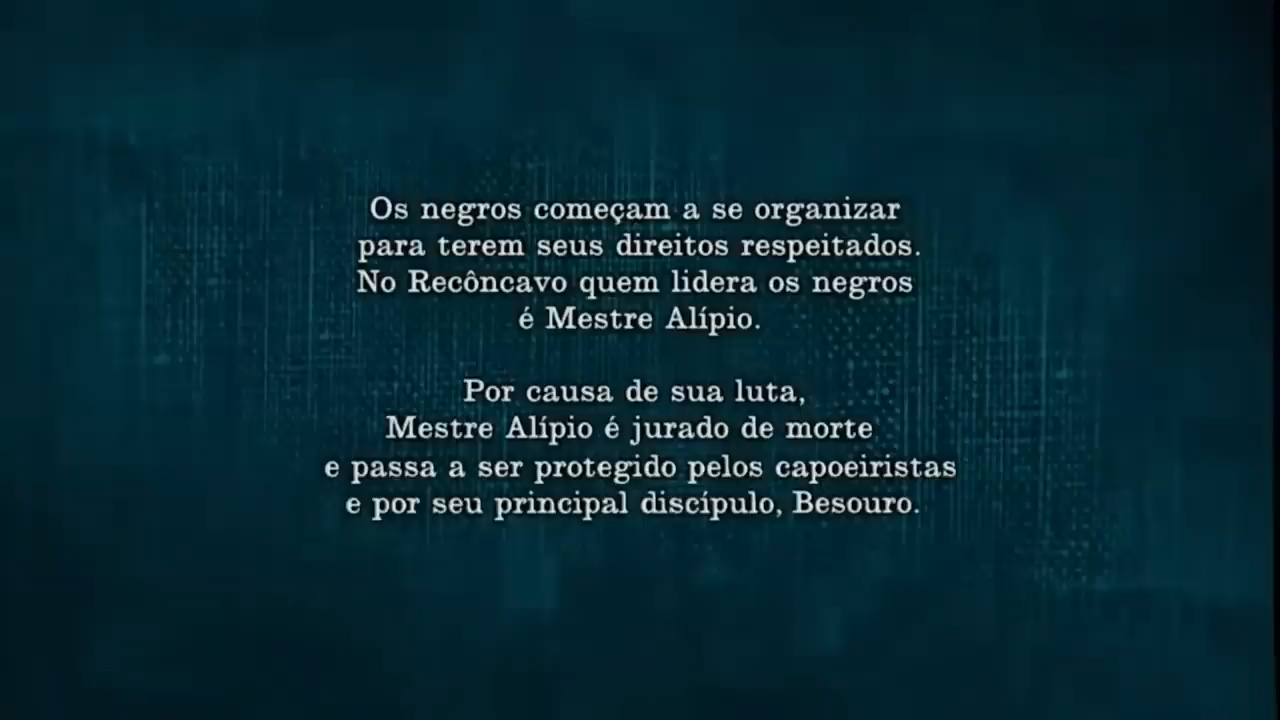 Os negros começam a se organizar
para terem seus direitos respeitados.
No Recôncavo quem lidera os negros
é Mestre Alípio.
Por causa de sua luta,
Mestre Alípio é jurado de morte
e passa a ser protegido pelos capoeiristas
e por seu principal discípulo, Besouro.